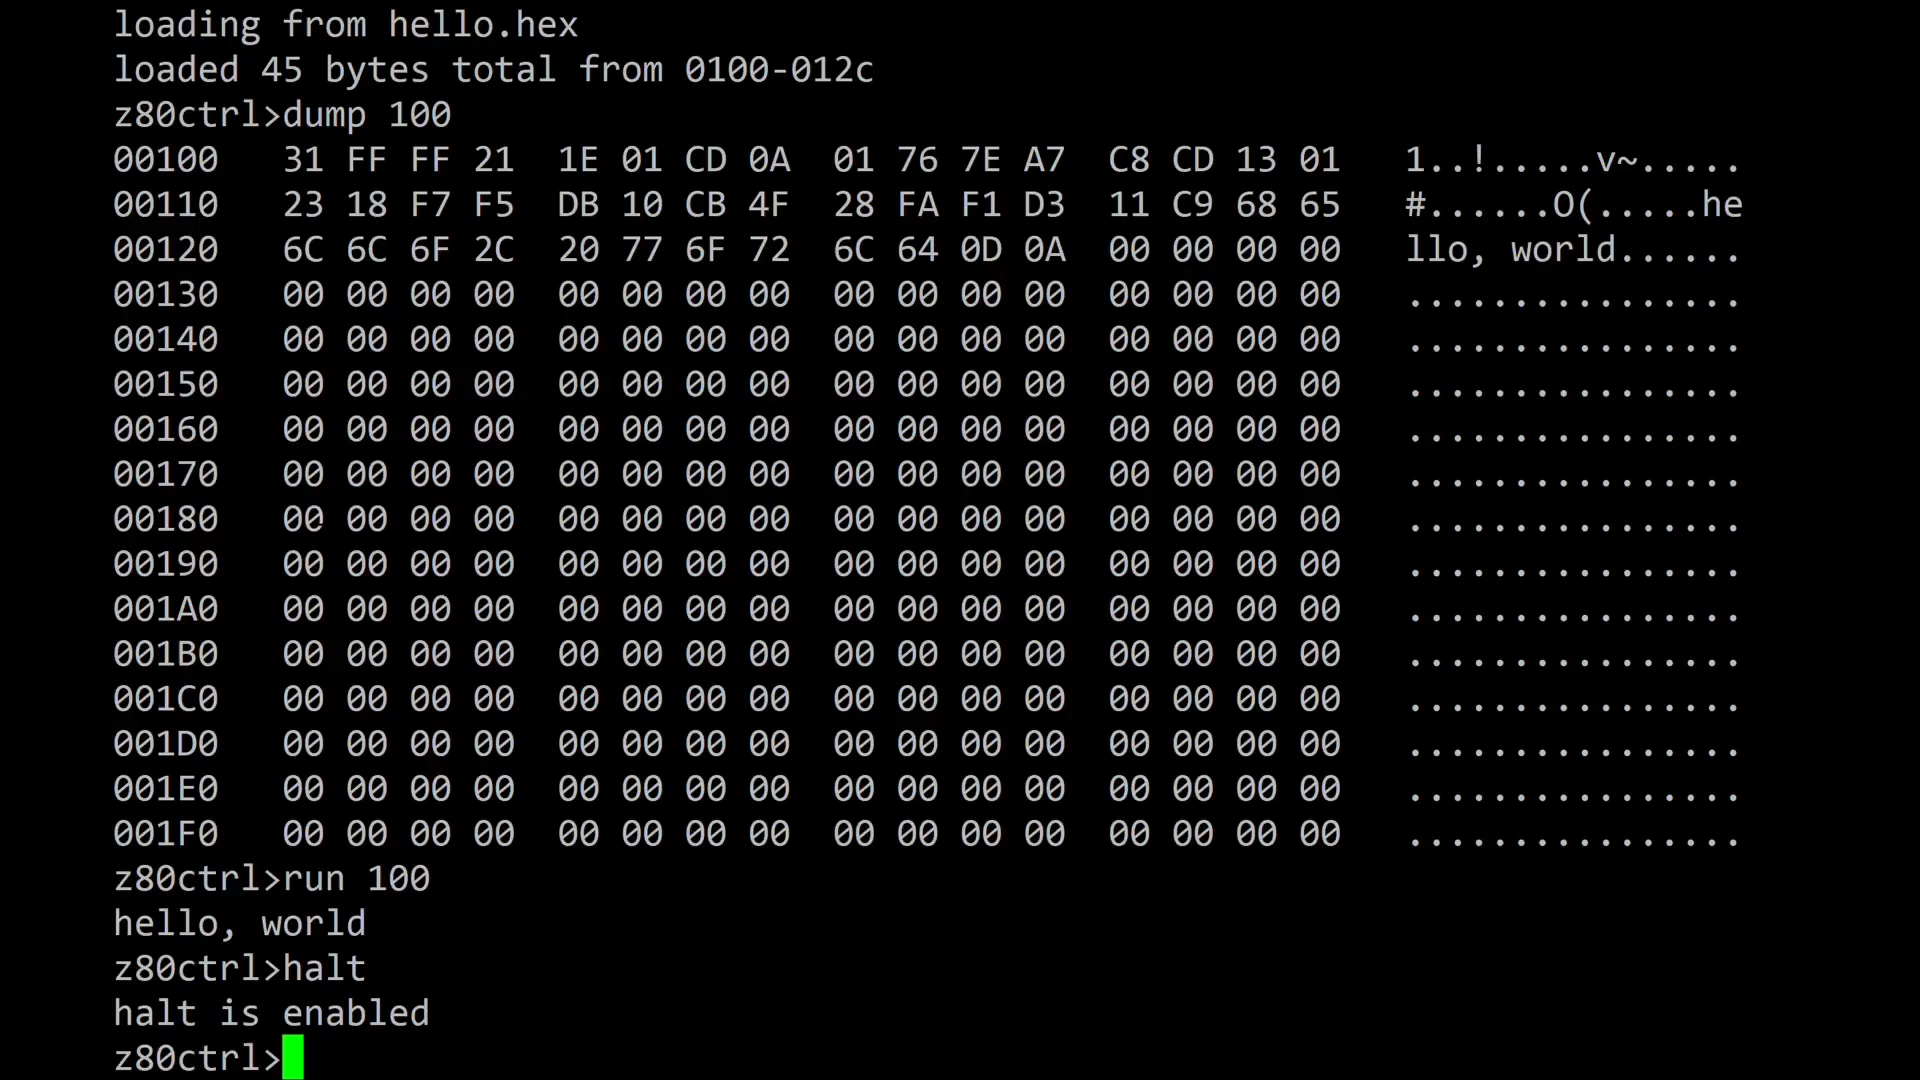 loading from hello.hex
loaded 45 bytes total from 0100-012c
z80ctrl>dump 100
00100   31 FF FF 21  1E 01 CD 0A  01 76 7E A7  C8 CD 13 01   1..!.....v~.....
00110   23 18 F7 F5  DB 10 CB 4F  28 FA F1 D3  11 C9 68 65   #......O(.....he
00120   6C 6C 6F 2C  20 77 6F 72  6C 64 0D 0A  00 00 00 00   llo, world......
00130   00 00 00 00  00 00 00 00  00 00 00 00  00 00 00 00   ................
00140   00 00 00 00  00 00 00 00  00 00 00 00  00 00 00 00   ................
00150   00 00 00 00  00 00 00 00  00 00 00 00  00 00 00 00   ................
00160   00 00 00 00  00 00 00 00  00 00 00 00  00 00 00 00   ................
00170   00 00 00 00  00 00 00 00  00 00 00 00  00 00 00 00   ................
00180   00 00 00 00  00 00 00 00  00 00 00 00  00 00 00 00   ................
00190   00 00 00 00  00 00 00 00  00 00 00 00  00 00 00 00   ................
001A0   00 00 00 00  00 00 00 00  00 00 00 00  00 00 00 00   ................
001B0   00 00 00 00  00 00 00 00  00 00 00 00  00 00 00 00   ................
001C0   00 00 00 00  00 00 00 00  00 00 00 00  00 00 00 00   ................
001D0   00 00 00 00  00 00 00 00  00 00 00 00  00 00 00 00   ................
001E0   00 00 00 00  00 00 00 00  00 00 00 00  00 00 00 00   ................
001F0   00 00 00 00  00 00 00 00  00 00 00 00  00 00 00 00   ................
z80ctrl>run 100
hello, world
z80ctrl>halt
halt is enabled
z80ctrl>